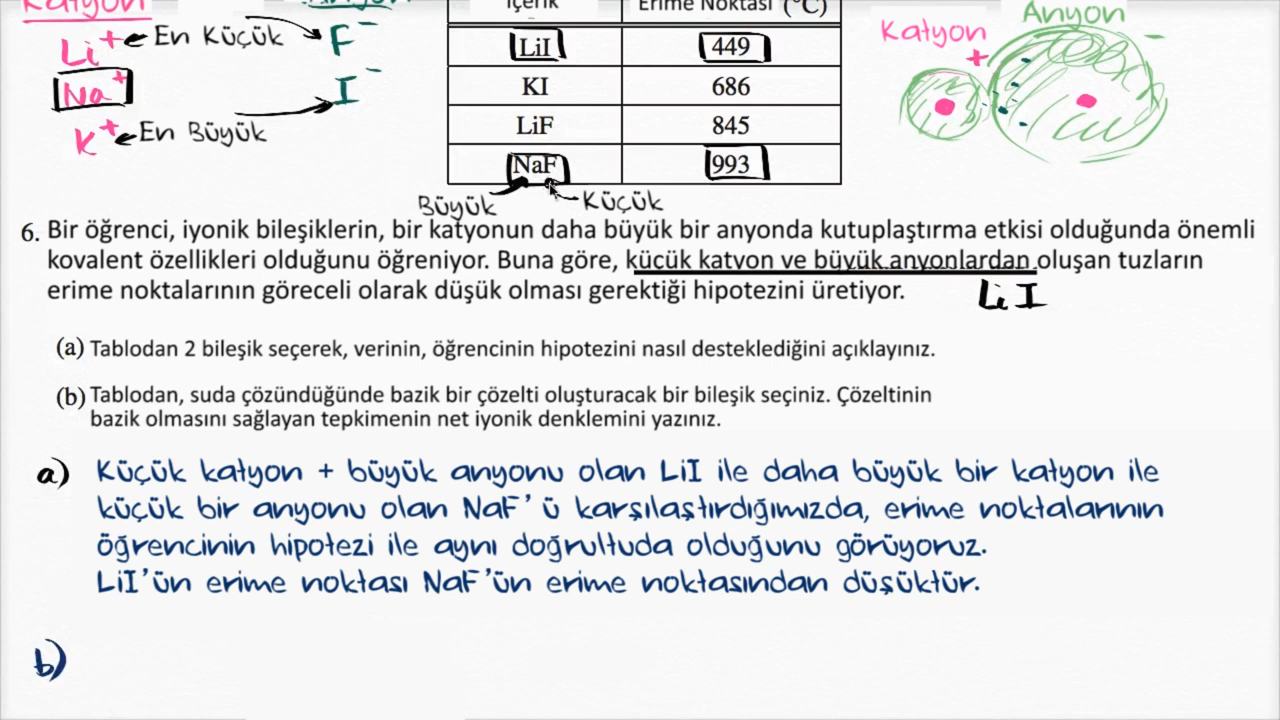 Katyon
Li⁺ En Küçük F⁻
Na⁺ I⁻
K⁺ En Büyük
İçerik Erime Noktası (°C)
LiI 449
KI 686
LiF 845
NaF 993
Büyük Küçük
Katyon Anyon
+ −
6. Bir öğrenci, iyonik bileşiklerin, bir katyonun daha büyük bir anyonda kutuplaştırma etkisi olduğunda önemli
kovalent özellikleri olduğunu öğreniyor. Buna göre, küçük katyon ve büyük anyonlardan oluşan tuzların
erime noktalarının göreceli olarak düşük olması gerektiği hipotezini üretiyor.
LiI
(a) Tablodan 2 bileşik seçerek, verinin, öğrencinin hipotezini nasıl desteklediğini açıklayınız.
(b) Tablodan, suda çözündüğünde bazik bir çözelti oluşturacak bir bileşik seçiniz. Çözeltinin
bazik olmasını sağlayan tepkimenin net iyonik denklemini yazınız.
a) Küçük katyon + büyük anyonu olan LiI ile daha büyük bir katyon ile
küçük bir anyonu olan NaF'ü karşılaştırdığımızda, erime noktalarının
öğrencinin hipotezi ile aynı doğrultuda olduğunu görüyoruz.
LiI'ün erime noktası NaF'ün erime noktasından düşüktür.
b)